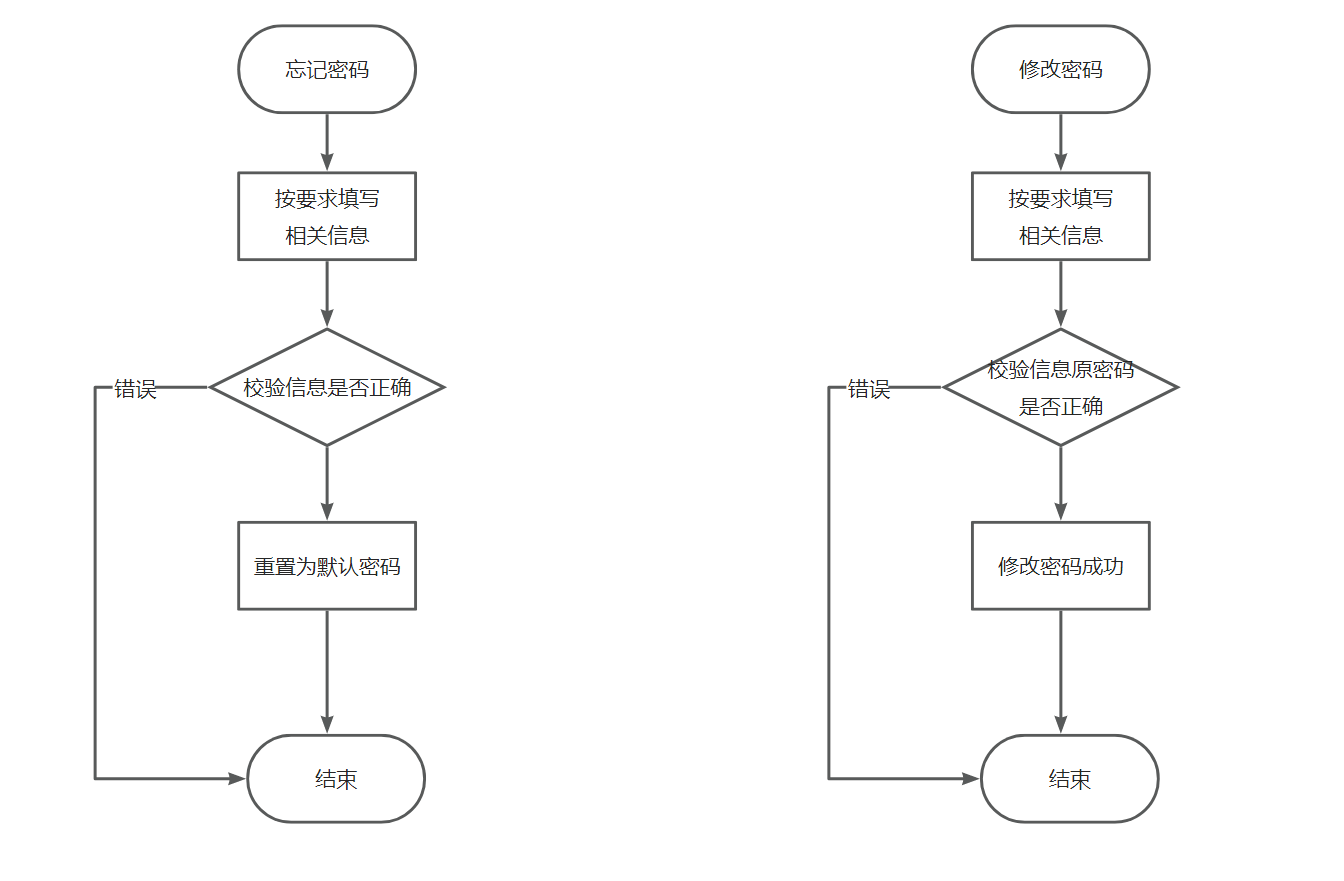 忘记密码
按要求填写
相关信息
校验信息是否正确
错误
重置为默认密码
结束
修改密码
按要求填写
相关信息
校验信息原密码
是否正确
错误
修改密码成功
结束